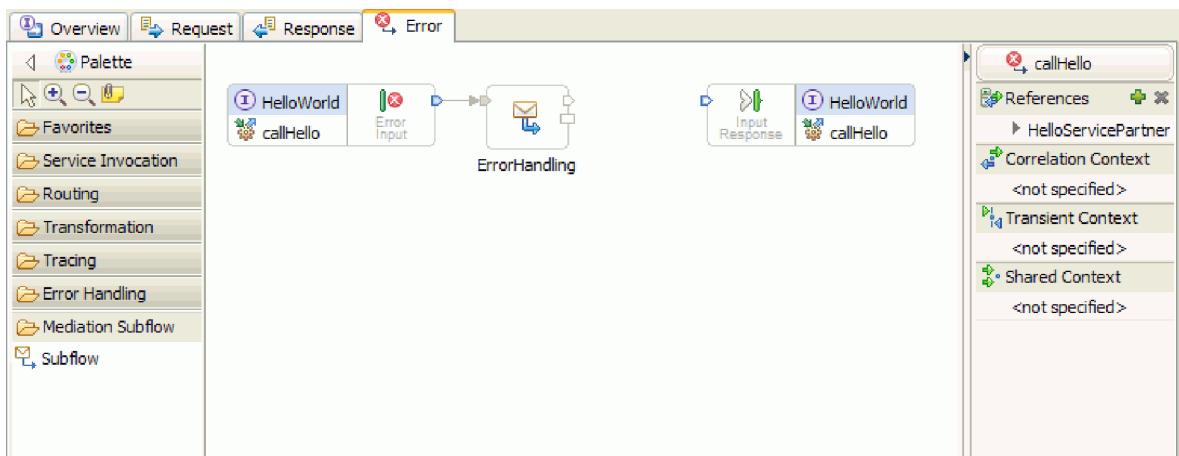 Overview
Request
Response
Error
Palette
Favorites
Service Invocation
Routing
Transformation
Tracing
Error Handling
Mediation Subflow
Subflow
HelloWorld
callHello
Error
Input
ErrorHandling
Input
Response
HelloWorld
callHello
callHello
References
HelloServicePartner
Correlation Context
<not specified>
Transient Context
<not specified>
Shared Context
<not specified>